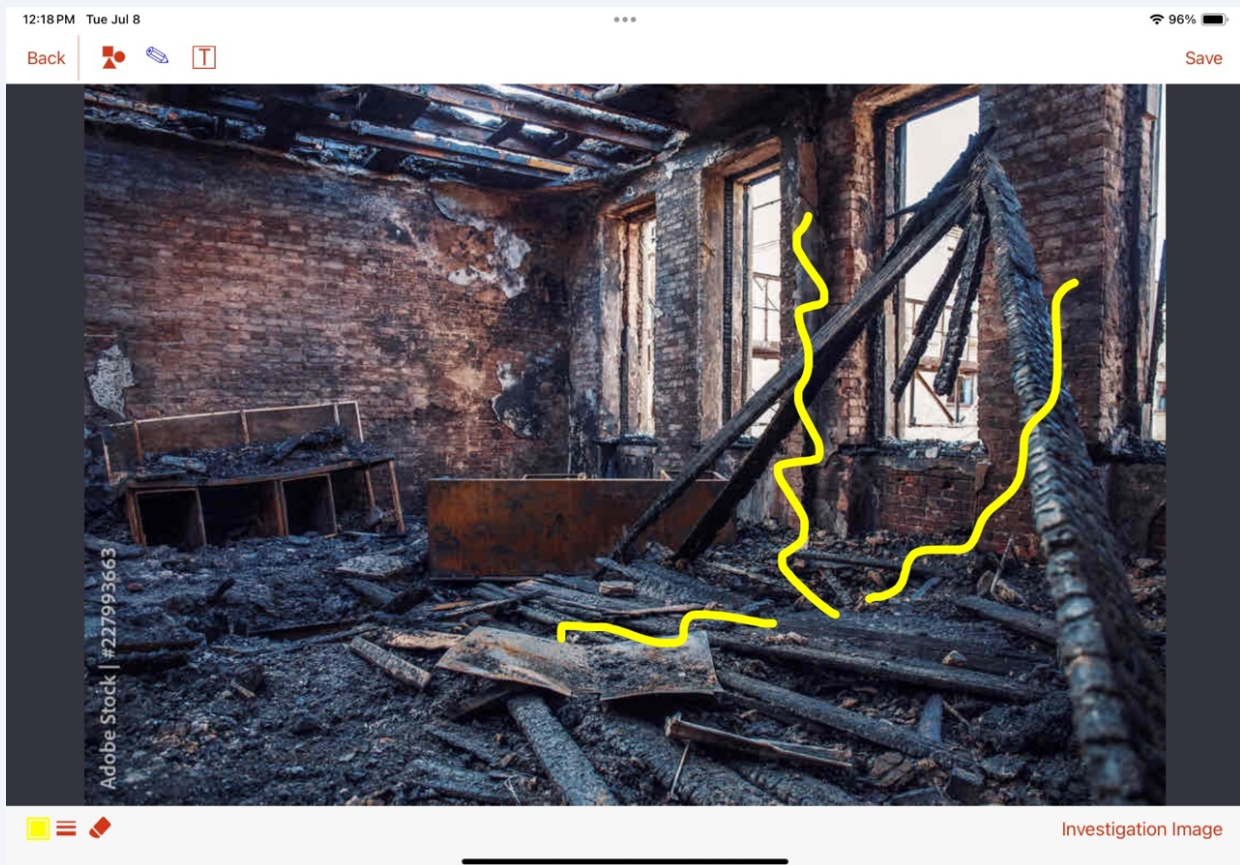 12:18 PM Tue Jul 8
96%
Back
T
Save
Adobe Stock | #227993663
Investigation Image